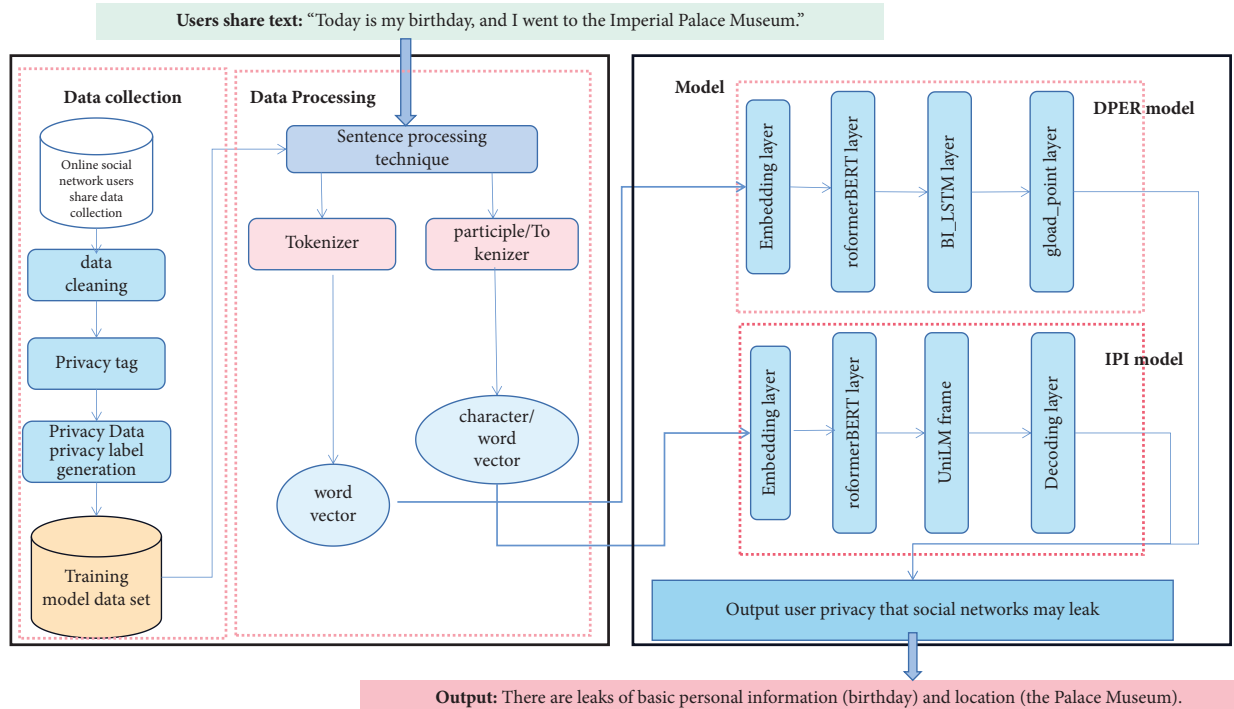 Users share text: “Today is my birthday, and I went to the Imperial Palace Museum.”
Data collection
Online social
network users
share data
collection
data
cleaning
Privacy tag
Privacy Data
privacy label
generation
Training
model data set
Data Processing
Sentence processing
technique
Tokenizer
participle/To
kenizer
word
vector
character/
word
vector
Model
DPER model
Embedding layer
roformerBERT layer
BI_LSTM layer
gload_point layer
IPI model
Embedding layer
roformerBERT layer
UniLM frame
Decoding layer
Output user privacy that social networks may leak
Output: There are leaks of basic personal information (birthday) and location (the Palace Museum).